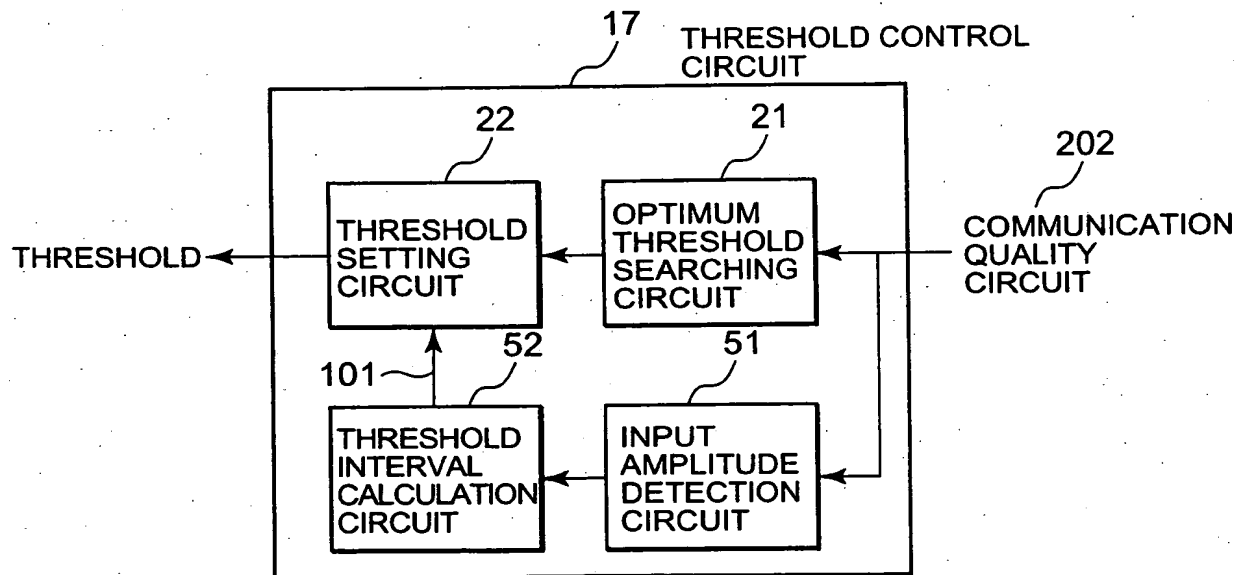 17
THRESHOLD CONTROL
CIRCUIT
22
21
202
THRESHOLD
SETTING
CIRCUIT
OPTIMUM
THRESHOLD
SEARCHING
CIRCUIT
COMMUNICATION
QUALITY
CIRCUIT
THRESHOLD
101
52
51
THRESHOLD
INTERVAL
CALCULATION
CIRCUIT
INPUT
AMPLITUDE
DETECTION
CIRCUIT